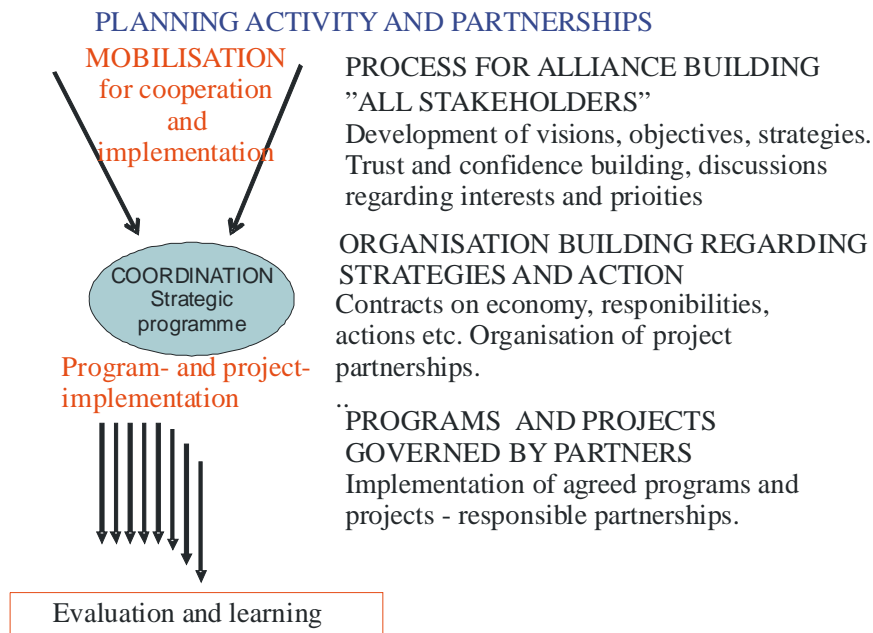 PLANNING ACTIVITY AND PARTNERSHIPS
MOBILISATION
for cooperation
and
implementation
PROCESS FOR ALLIANCE BUILDING
”ALL STAKEHOLDERS”
Development of visions, objectives, strategies.
Trust and confidence building, discussions
regarding interests and prioities
COORDINATION
Strategic
programme
ORGANISATION BUILDING REGARDING
STRATEGIES AND ACTION
Contracts on economy, responibilities,
actions etc. Organisation of project
partnerships.
..
Program- and project-
implementation
PROGRAMS AND PROJECTS
GOVERNED BY PARTNERS
Implementation of agreed programs and
projects - responsible partnerships.
Evaluation and learning